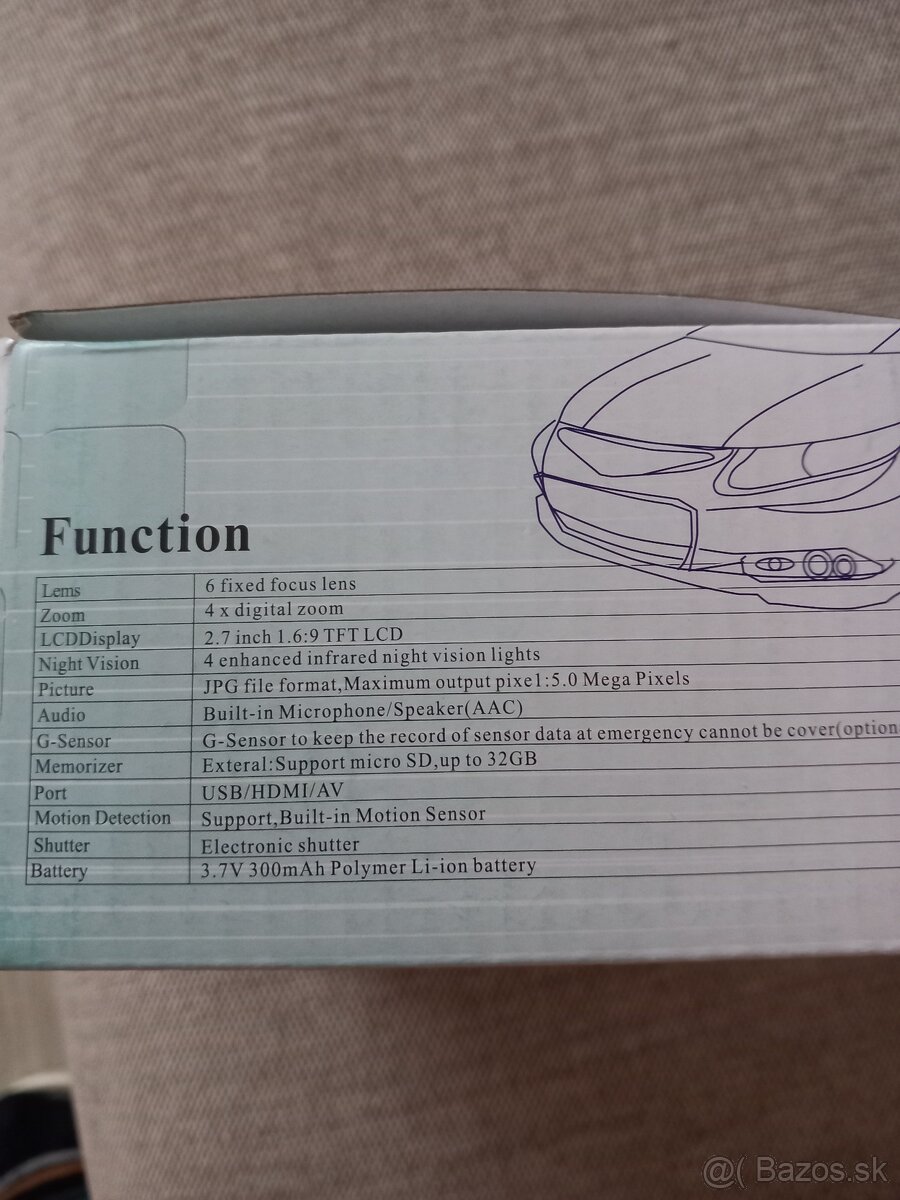 Function
Lems 6 fixed focus lens
Zoom 4 x digital zoom
LCDDisplay 2.7 inch 1.6:9 TFT LCD
Night Vision 4 enhanced infrared night vision lights
Picture JPG file format,Maximum output pixe1:5.0 Mega Pixels
Audio Built-in Microphone/Speaker(AAC)
G-Sensor G-Sensor to keep the record of sensor data at emergency cannot be cover(option
Memorizer Exteral:Support micro SD,up to 32GB
Port USB/HDMI/AV
Motion Detection Support,Built-in Motion Sensor
Shutter Electronic shutter
Battery 3.7V 300mAh Polymer Li-ion battery
@( Bazos.sk